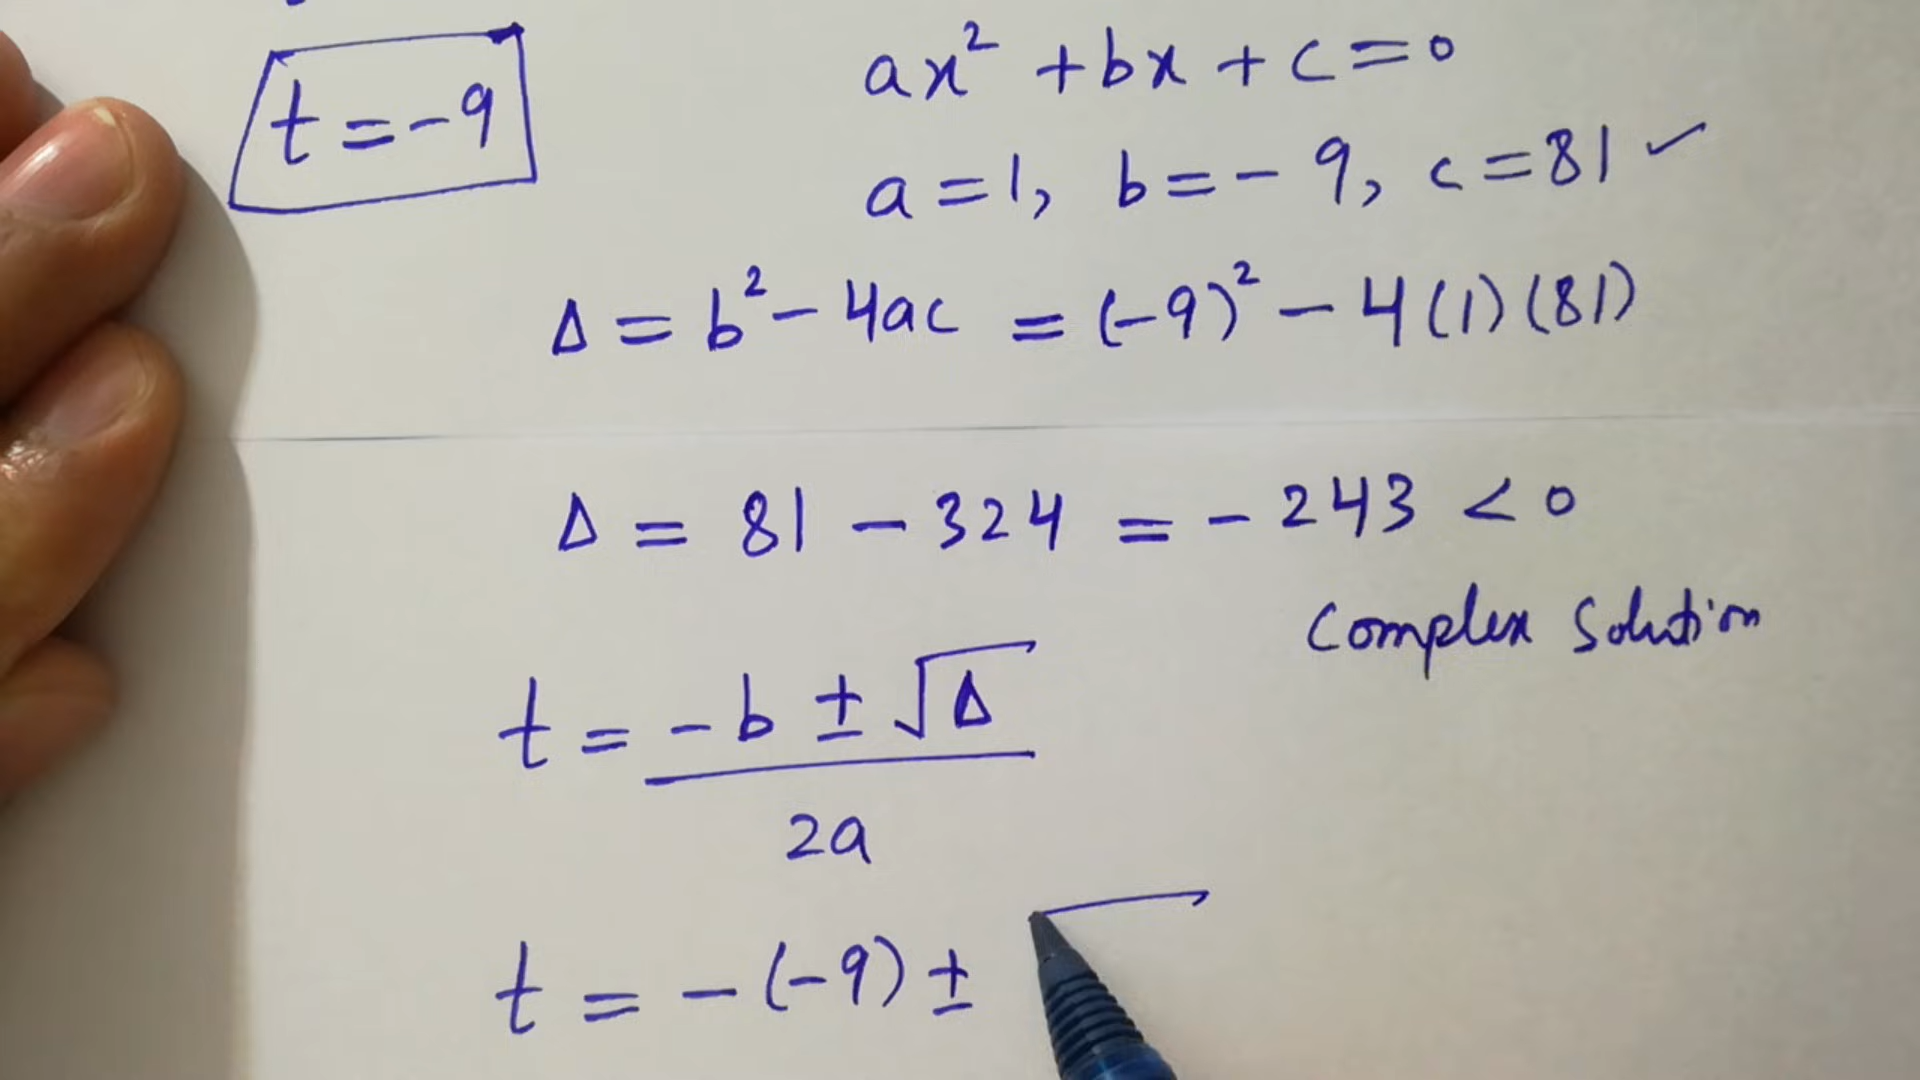 t = -9
ax² + bx + c = 0
a = 1, b = - 9, c = 81 ✓
Δ = b² - 4ac = (-9)² - 4(1)(81)
Δ = 81 - 324 = - 243 < 0
Complex Solution
t = -b ± √Δ
2a
t = - (-9) ±